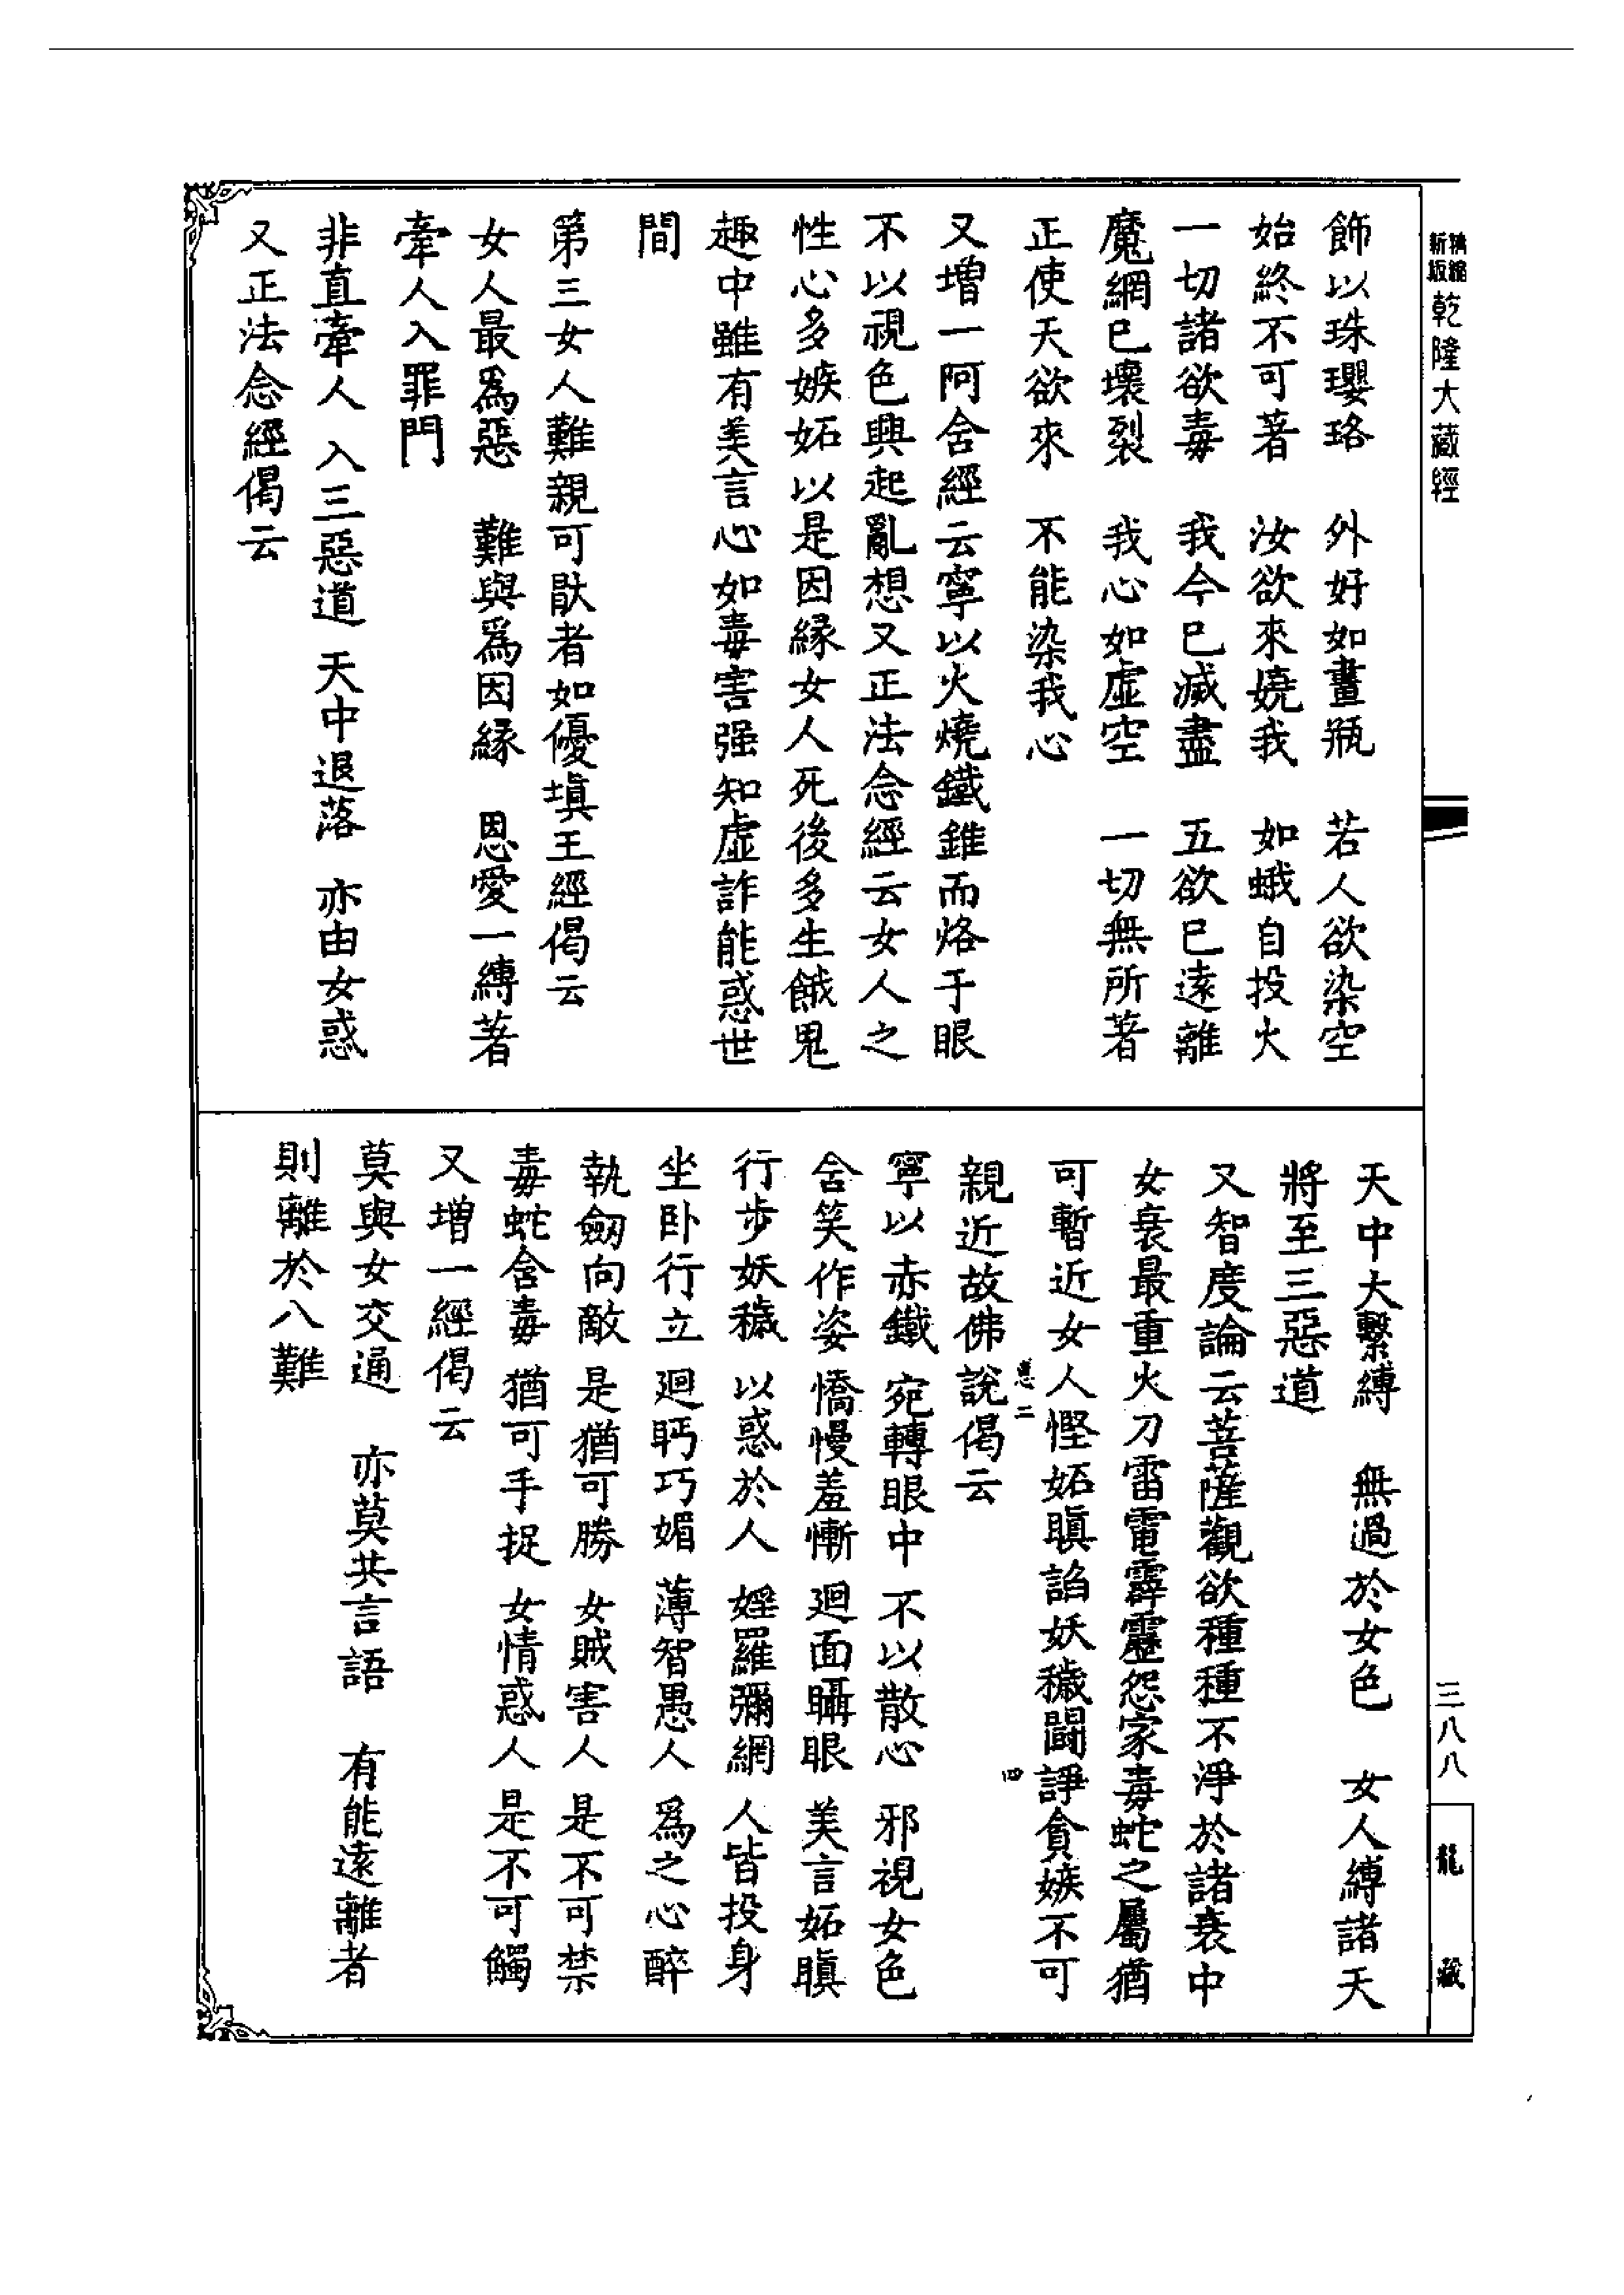 精縮新版乾隆大藏經
飾以珠瓔珞 外好如畫瓶 若人欲染空
始終不可著 汝欲來嬈我 如蛾自投火
一切諸欲毒 我今已滅盡 五欲已遠離
魔網已壞裂 我心如虛空 一切無所著
正使天欲來 不能染我心
又增一阿含經云寧以火燒鐵錐而烙于眼
不以視色興起亂想又正法念經云女人之
性心多嫉妬以是因緣女人死後多生餓鬼
趣中雖有美言心如毒害强知虛詐能惑世
間
第三女人難親可猒者如優填王經偈云
女人最爲惡 難與爲因緣 恩愛一縛著
牽人入罪門
非直牽人 入三惡道 天中退落 亦由女惑
又正法念經偈云
天中大繫縛 無過於女色 女人縛諸天
將至三惡道
又智度論云菩薩觀欲種種不淨於諸衰中
女衰最重火刀雷電霹靂怨家毒蛇之屬猶
可暫近女人慳妬瞋諂妖穢鬪諍貪嫉不可
親近故佛說偈云
寧以赤鐵 宛轉眼中 不以散心 邪視女色
含笑作姿 憍慢羞慚 迴面攝眼 美言妬瞋
行步妖穢 以惑於人 婬羅彌網 人皆投身
坐卧行立 迴眄巧媚 薄智愚人 爲之心醉
執劒向敵 是猶可勝 女賊害人 是不可禁
毒蛇含毒 猶可手捉 女情惑人 是不可觸
又增一經偈云
莫與女交通 亦莫共言語 有能遠離者
則離於八難
二
四
三八八
龍藏